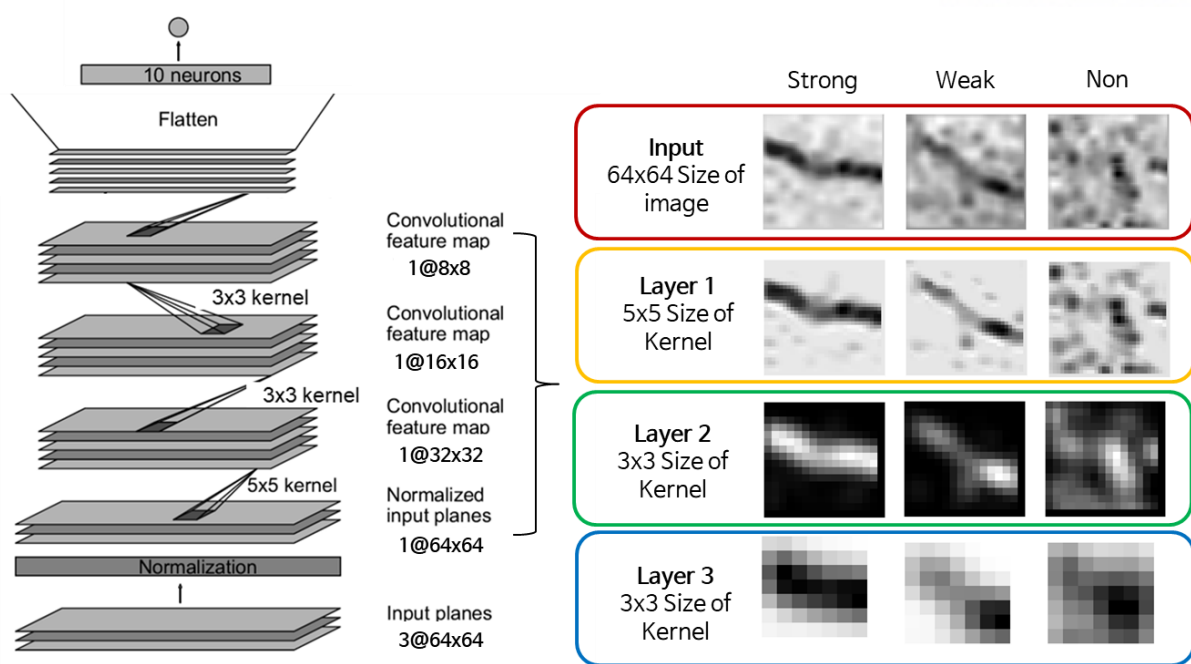 10 neurons
Flatten
Convolutional
feature map
1@8x8
3x3 kernel
Convolutional
feature map
1@16x16
3x3 kernel
Convolutional
feature map
1@32x32
5x5 kernel
Normalized
input planes
1@64x64
Normalization
Input planes
3@64x64
Strong Weak Non
Input
64x64 Size of
image
Layer 1
5x5 Size of
Kernel
Layer 2
3x3 Size of
Kernel
Layer 3
3x3 Size of
Kernel